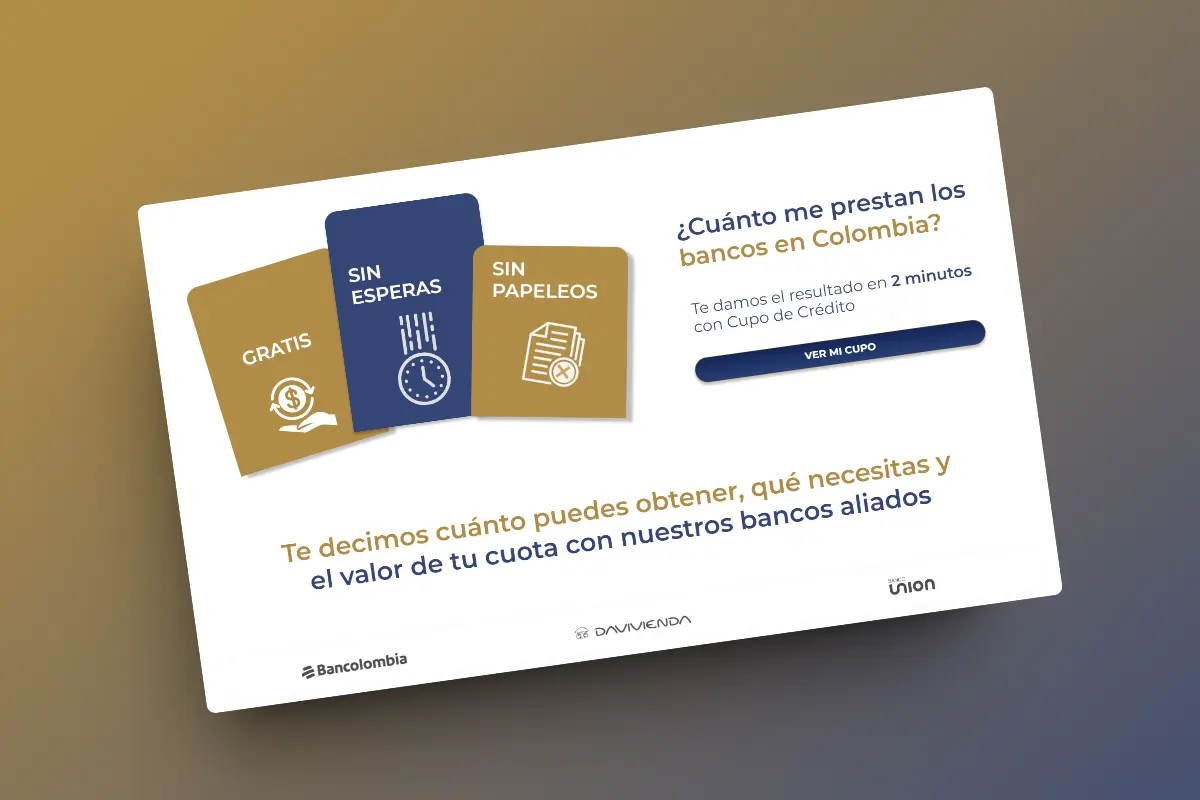 GRATIS
SIN
ESPERAS
SIN
PAPELEOS
¿Cuánto me prestan los
bancos en Colombia?
Te damos el resultado en 2 minutos
con Cupo de Crédito
VER MI CUPO
Te decimos cuánto puedes obtener, qué necesitas y
el valor de tu cuota con nuestros bancos aliados
Bancolombia
DAVIVIENDA
BANCO
union